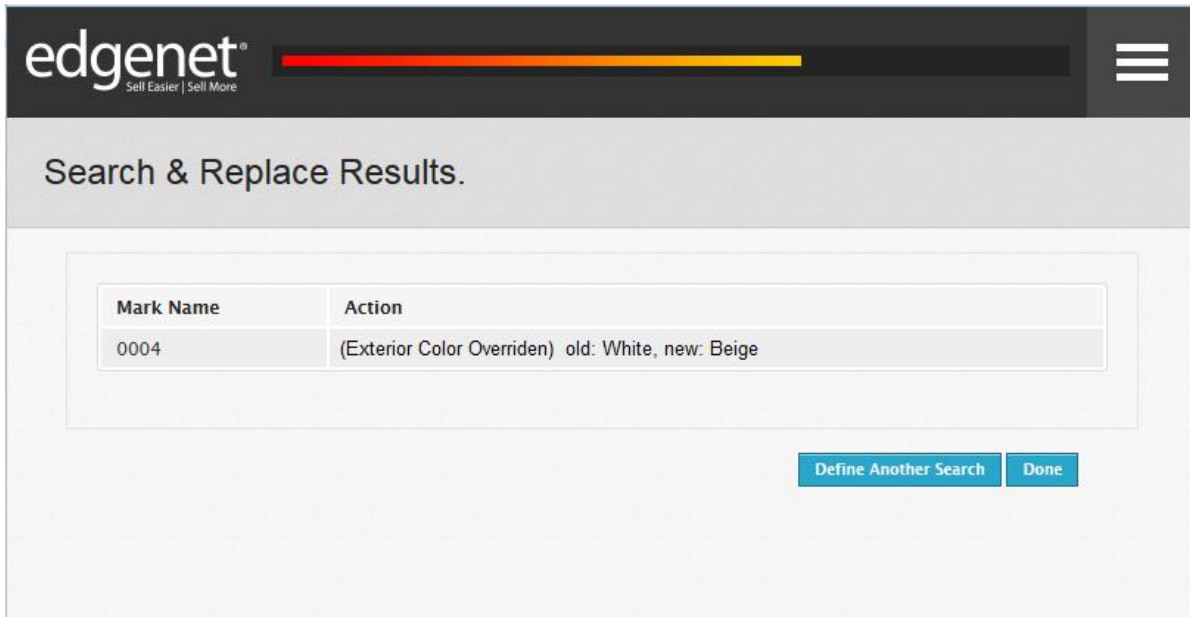 edgenet®
Sell Easier | Sell More
Search & Replace Results.
Mark Name Action
0004 (Exterior Color Overriden) old: White, new: Beige
Define Another Search Done